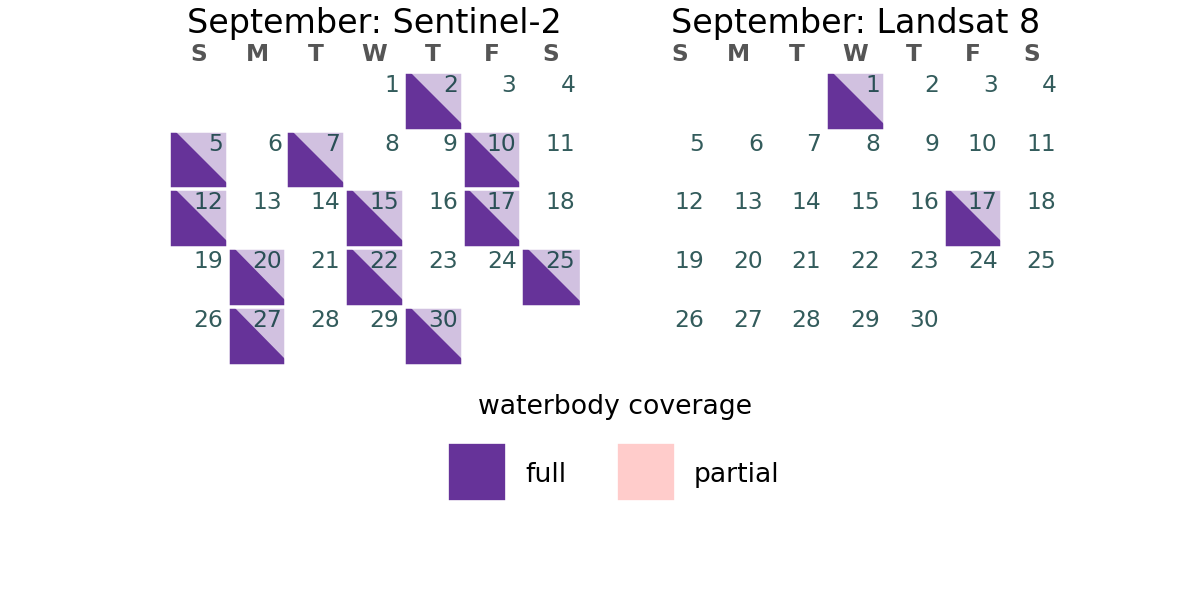 September: Sentinel-2
S M T W T F S
1 2 3 4
5 6 7 8 9 10 11
12 13 14 15 16 17 18
19 20 21 22 23 24 25
26 27 28 29 30
September: Landsat 8
S M T W T F S
1 2 3 4
5 6 7 8 9 10 11
12 13 14 15 16 17 18
19 20 21 22 23 24 25
26 27 28 29 30
waterbody coverage
full partial